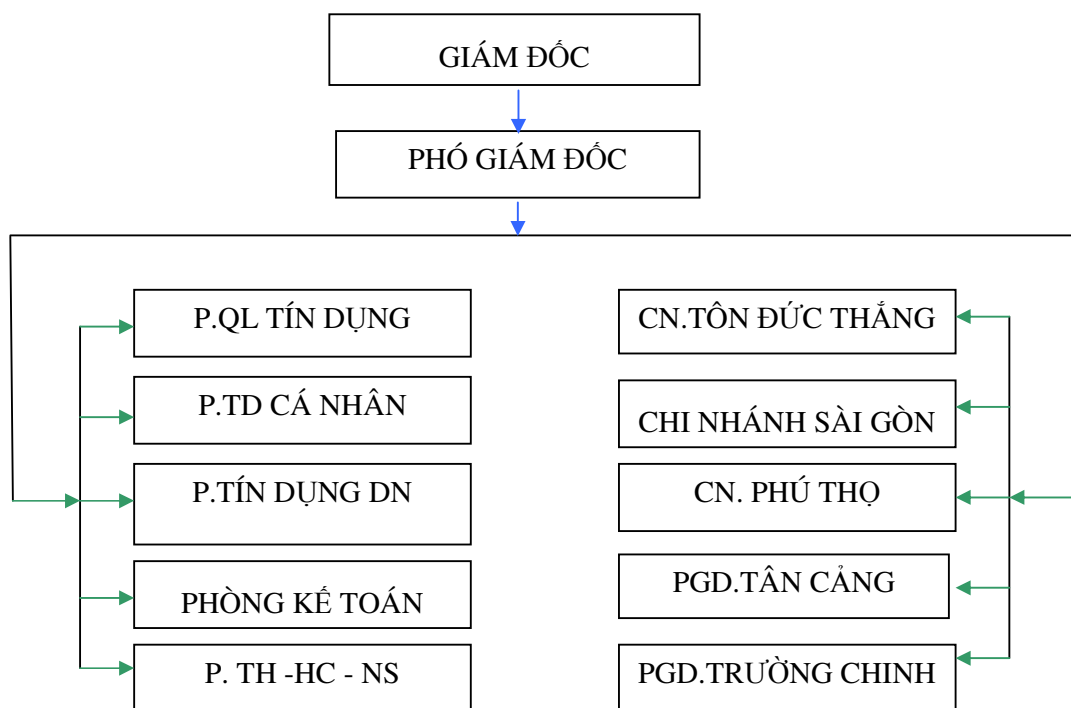 GIÁM ĐỐC
PHÓ GIÁM ĐỐC
P.QL TÍN DỤNG
P.TD CÁ NHÂN
P.TÍN DỤNG DN
PHÒNG KẾ TOÁN
P. TH -HC - NS
CN.TÔN ĐỨC THẮNG
CHI NHÁNH SÀI GÒN
CN. PHÚ THỌ
PGD.TÂN CẢNG
PGD.TRƯỜNG CHINH